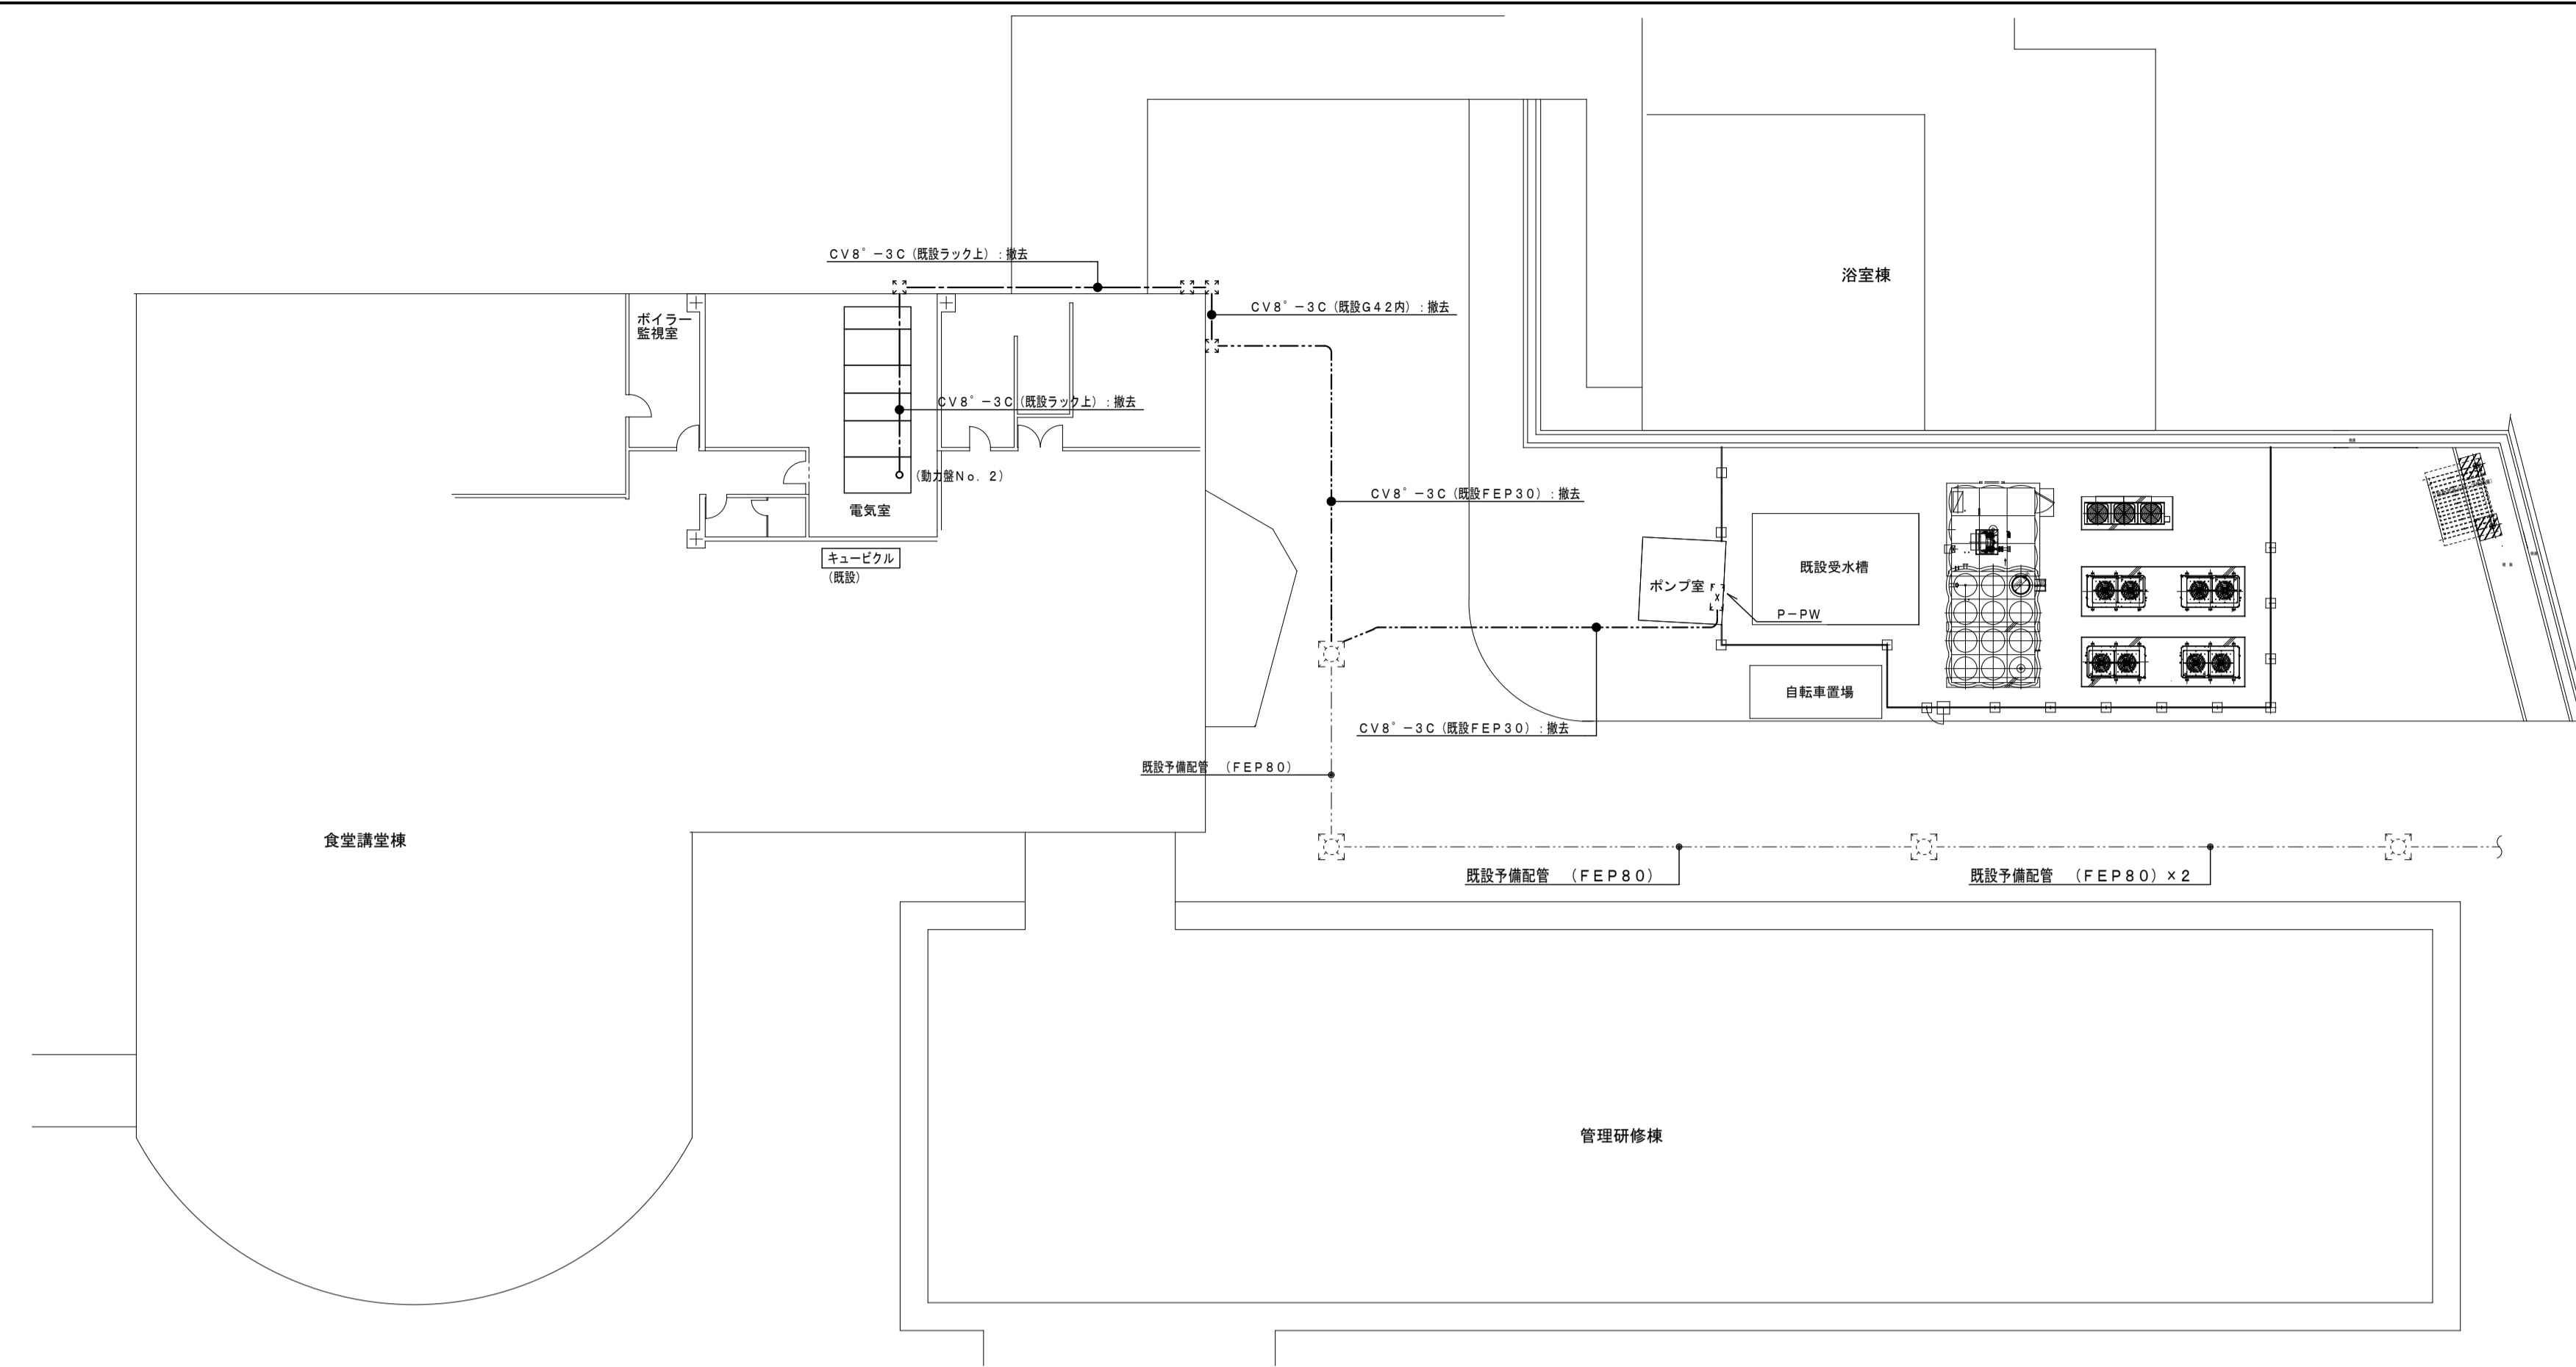 CV8°-3C(既設ラック上):撤去
浴室棟
CV8°-3C(既設G42内):撤去
ボイラー
監視室
CV8°-3C(既設ラック上):撤去
(動力盤No.2)
CV8°-3C(既設FEP30):撤去
電気室
キュービクル
(既設)
既設受水槽
ポンプ室
P-PW
自転車置場
CV8°-3C(既設FEP30):撤去
既設予備配管 (FEP80)
食堂講堂棟
既設予備配管 (FEP80)
既設予備配管 (FEP80)×2
管理研修棟